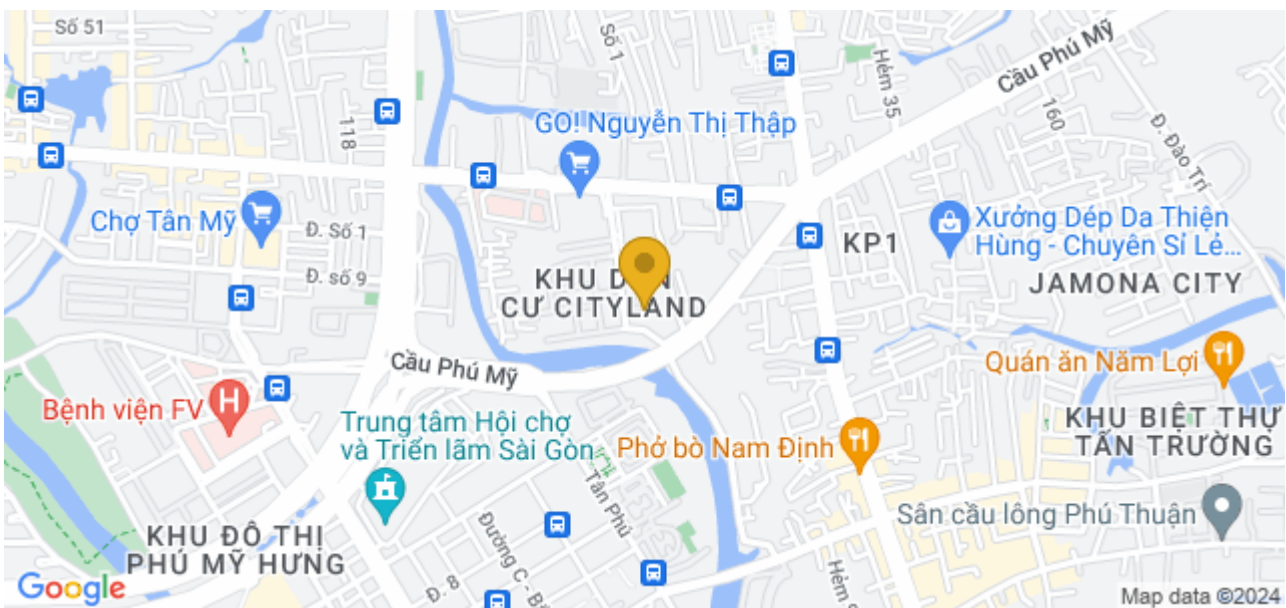 Số 51
Số 1
Cầu Phú Mỹ
Hẻm 35
118
GO! Nguyễn Thị Thập
160
Đ. Đào Trí
Chợ Tân Mỹ
Đ. Số 1
Đ. số 9
KHU DÂN
CƯ CITYLAND
KP1
Xưởng Dép Da Thiện
Hùng - Chuyên Sỉ Lẻ...
JAMONA CITY
Cầu Phú Mỹ
Quán ăn Năm Lợi
Bệnh viện FV
Trung tâm Hội chợ
và Triển lãm Sài Gòn
Phở bò Nam Định
KHU BIỆT THỰ
TẤN TRƯỜNG
Tân Phú
Sân cầu lông Phú Thuận
KHU ĐÔ THỊ
PHÚ MỸ HƯNG
Đường C - B
Đ. 8
Hẻm
Google
Map data ©2024